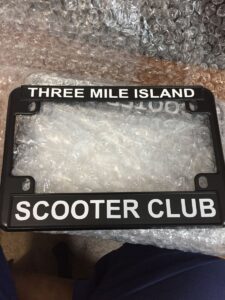 THREE MILE ISLAND
SCOOTER CLUB